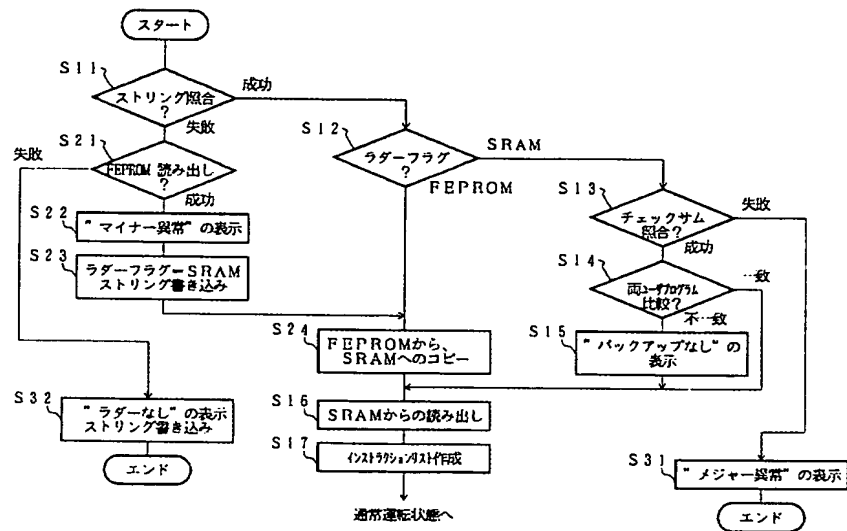 スタート
S11
ストリング照合
?
成功
失敗
S21
FEPROM 読み出し
?
失敗
成功
S22
"マイナー異常"の表示
S23
ラダーフラグ=SRAM
ストリング書き込み
S12
ラダーフラグ
?
SRAM
FEPROM
S13
チェックサム
照合?
失敗
成功
S14
両ユーザプログラム
比較?
一致
不一致
S15
"バックアップなし"の
表示
S24
FEPROMから、
SRAMへのコピー
S16
SRAMからの読み出し
S17
インストラクションリスト作成
通常運転状態へ
S32
"ラダーなし"の表示
ストリング書き込み
エンド
S31
"メジャー異常"の表示
エンド